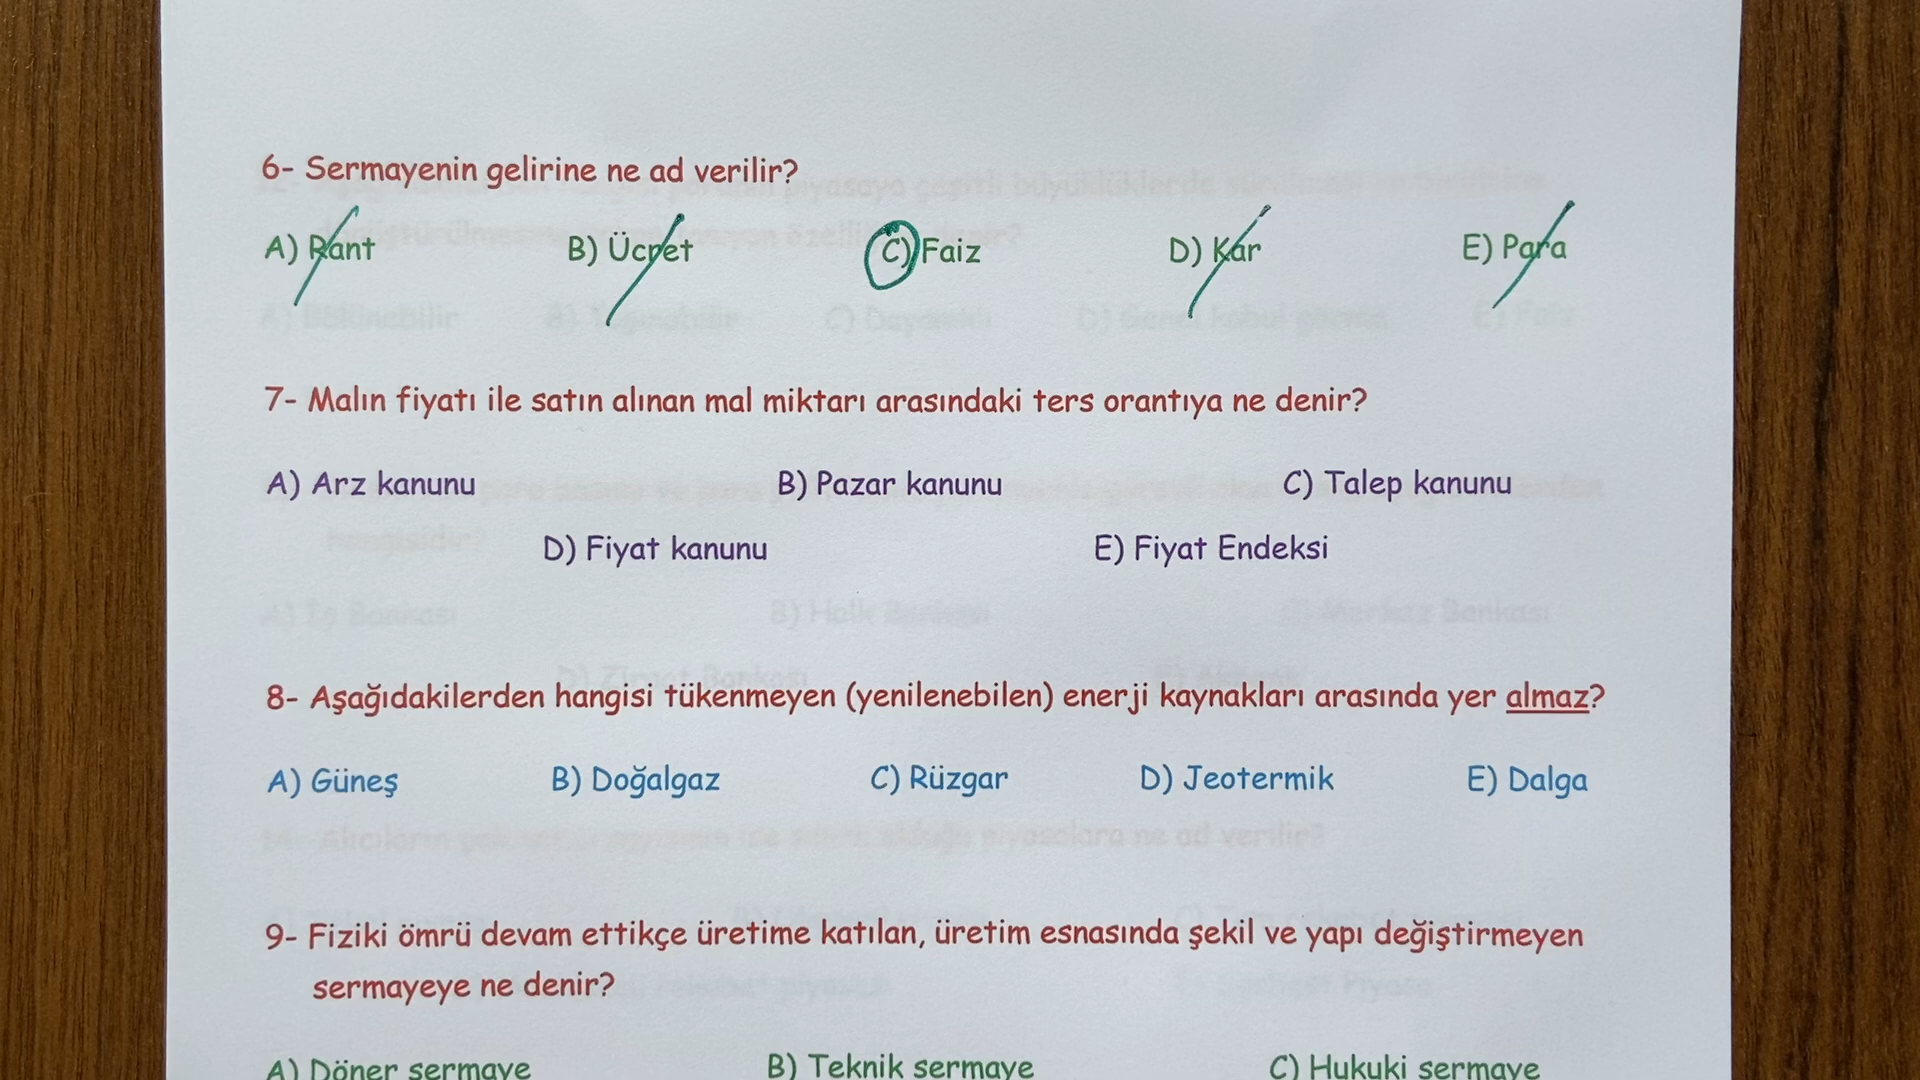 6- Sermayenin gelirine ne ad verilir?
A) Rant B) Ücret C) Faiz D) Kar E) Para
7- Malın fiyatı ile satın alınan mal miktarı arasındaki ters orantıya ne denir?
A) Arz kanunu B) Pazar kanunu C) Talep kanunu
D) Fiyat kanunu E) Fiyat Endeksi
8- Aşağıdakilerden hangisi tükenmeyen (yenilenebilen) enerji kaynakları arasında yer almaz?
A) Güneş B) Doğalgaz C) Rüzgar D) Jeotermik E) Dalga
9- Fiziki ömrü devam ettikçe üretime katılan, üretim esnasında şekil ve yapı değiştirmeyen
sermayeye ne denir?
A) Döner sermaye B) Teknik sermaye C) Hukuki sermaye